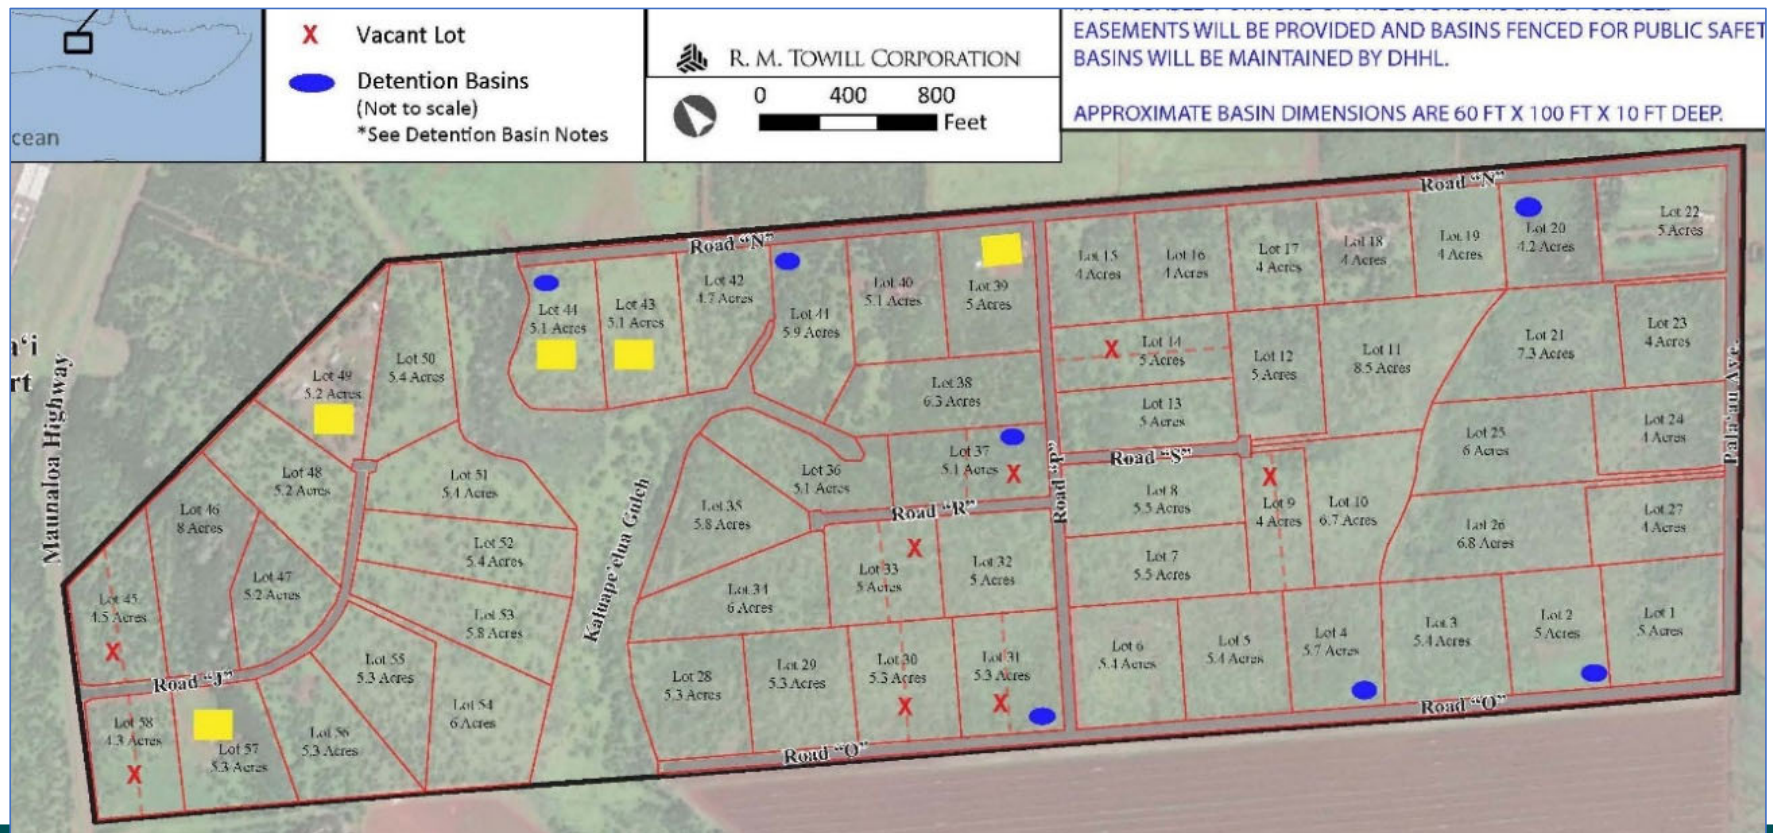 cean
X Vacant Lot
Detention Basins
(Not to scale)
*See Detention Basin Notes
R. M. TOWILL CORPORATION
0 400 800
Feet
EASEMENTS WILL BE PROVIDED AND BASINS FENCED FOR PUBLIC SAFET
BASINS WILL BE MAINTAINED BY DHHL.
APPROXIMATE BASIN DIMENSIONS ARE 60 FT X 100 FT X 10 FT DEEP.
Road “N”
Lot 22
5 Acres
Lot 20
4.2 Acres
Lot 19
4 Acres
Lot 18
4 Acres
Lot 17
4 Acres
Lot 16
4 Acres
Lot 15
4 Acres
Road “N”
Lot 39
5 Acres
Lot 40
5.1 Acres
Lot 41
5.9 Acres
Lot 42
4.7 Acres
Lot 43
5.1 Acres
Lot 44
5.1 Acres
Lot 50
5.4 Acres
Lot 49
5.2 Acres
a‘i
rt
Maunaloa Highway
Lot 23
4 Acres
Lot 21
7.3 Acres
Lot 11
8.5 Acres
Lot 12
5 Acres
X
Lot 14
5 Acres
Lot 13
5 Acres
Lot 38
6.3 Acres
Pala‘au Ave.
Lot 24
4 Acres
Lot 25
6 Acres
Road “S”
Road “P”
Lot 37
5.1 Acres
X
Lot 36
5.1 Acres
Lot 35
5.8 Acres
Road “R”
Kaluape‘elua Gulch
Lot 51
5.4 Acres
Lot 48
5.2 Acres
Lot 46
8 Acres
Lot 47
5.2 Acres
Lot 52
5.4 Acres
Lot 53
5.8 Acres
Lot 8
5.5 Acres
X
Lot 9
4 Acres
Lot 10
6.7 Acres
Lot 26
6.8 Acres
Lot 27
4 Acres
Lot 7
5.5 Acres
Lot 32
5 Acres
X
Lot 33
5 Acres
Lot 34
6 Acres
Lot 45
4.5 Acres
X
Road “J”
Lot 55
5.3 Acres
Lot 54
6 Acres
Lot 56
5.3 Acres
Lot 57
5.3 Acres
Lot 58
4.3 Acres
X
Lot 28
5.3 Acres
Lot 29
5.3 Acres
Lot 30
5.3 Acres
X
Lot 31
5.3 Acres
X
Lot 6
5.4 Acres
Lot 5
5.4 Acres
Lot 4
5.7 Acres
Lot 3
5.4 Acres
Lot 2
5 Acres
Lot 1
5 Acres
Road “O”
Road “O”